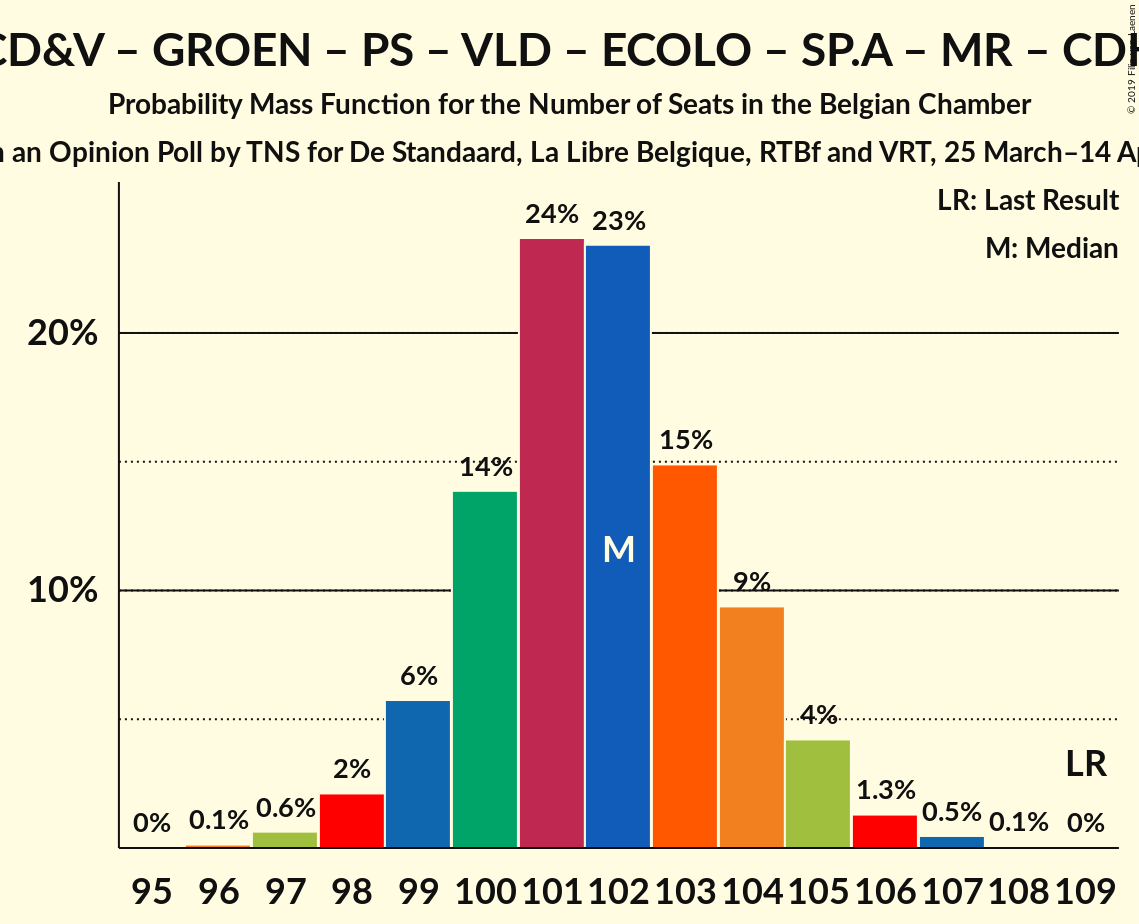 CD&V – GROEN – PS – VLD – ECOLO – SP.A – MR – CDH
Probability Mass Function for the Number of Seats in the Belgian Chamber
an Opinion Poll by TNS for De Standaard, La Libre Belgique, RTBf and VRT, 25 March–14
LR: Last Result
M: Median
24%
23%
20%
15%
14%
M
10%
9%
6%
4%
LR
2%
1.3%
0%
0.1%
0.6%
0.5%
0.1%
0%
95 96 97 98 99 100 101 102 103 104 105 106 107 108 109
© 2019